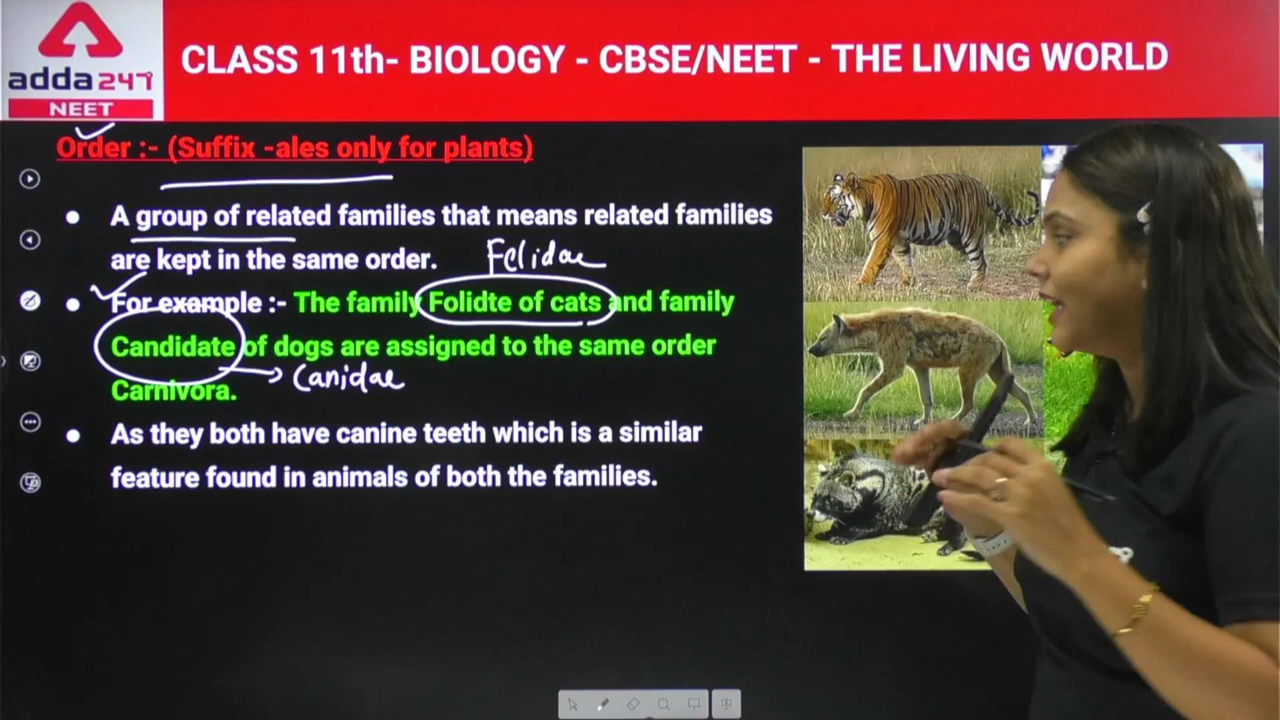 adda247
NEET
CLASS 11th- BIOLOGY - CBSE/NEET - THE LIVING WORLD
Order :- (Suffix -ales only for plants)
• A group of related families that means related families
are kept in the same order.
Felidae
• For example :- The family Folidte of cats and family
Candidate of dogs are assigned to the same order
Canidae
Carnivora.
• As they both have canine teeth which is a similar
feature found in animals of both the families.